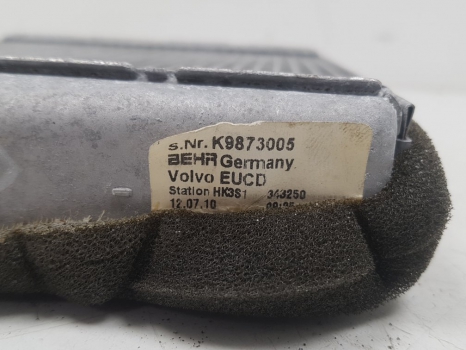 s.Nr. K9873005
BEHR Germany
Volvo EUCD
Station HK3S1 343250
12.07.10